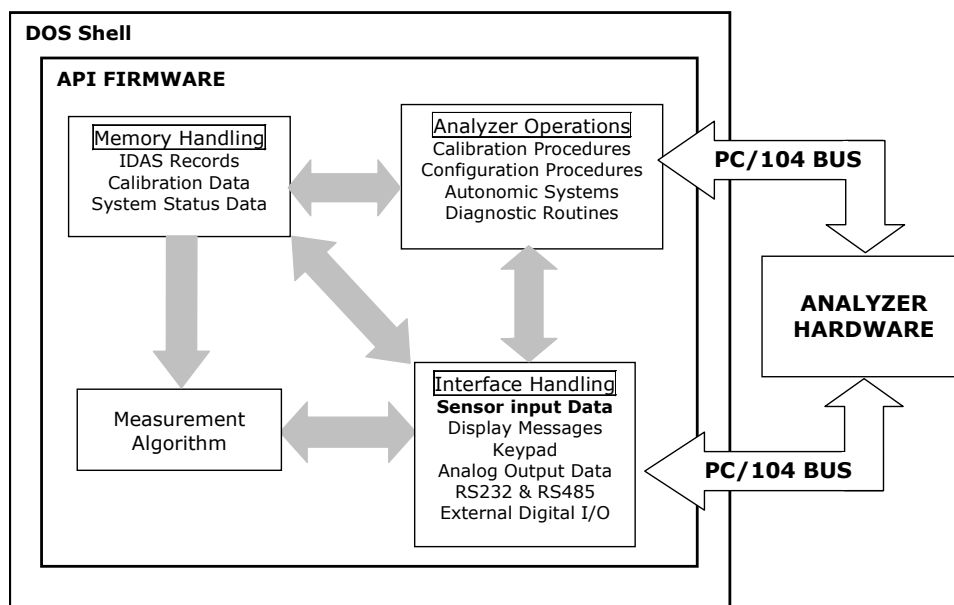 DOS Shell
API FIRMWARE
Memory Handling
IDAS Records
Calibration Data
System Status Data
Analyzer Operations
Calibration Procedures
Configuration Procedures
Autonomic Systems
Diagnostic Routines
PC/104 BUS
ANALYZER
HARDWARE
Measurement
Algorithm
Interface Handling
Sensor input Data
Display Messages
Keypad
Analog Output Data
RS232 & RS485
External Digital I/O
PC/104 BUS